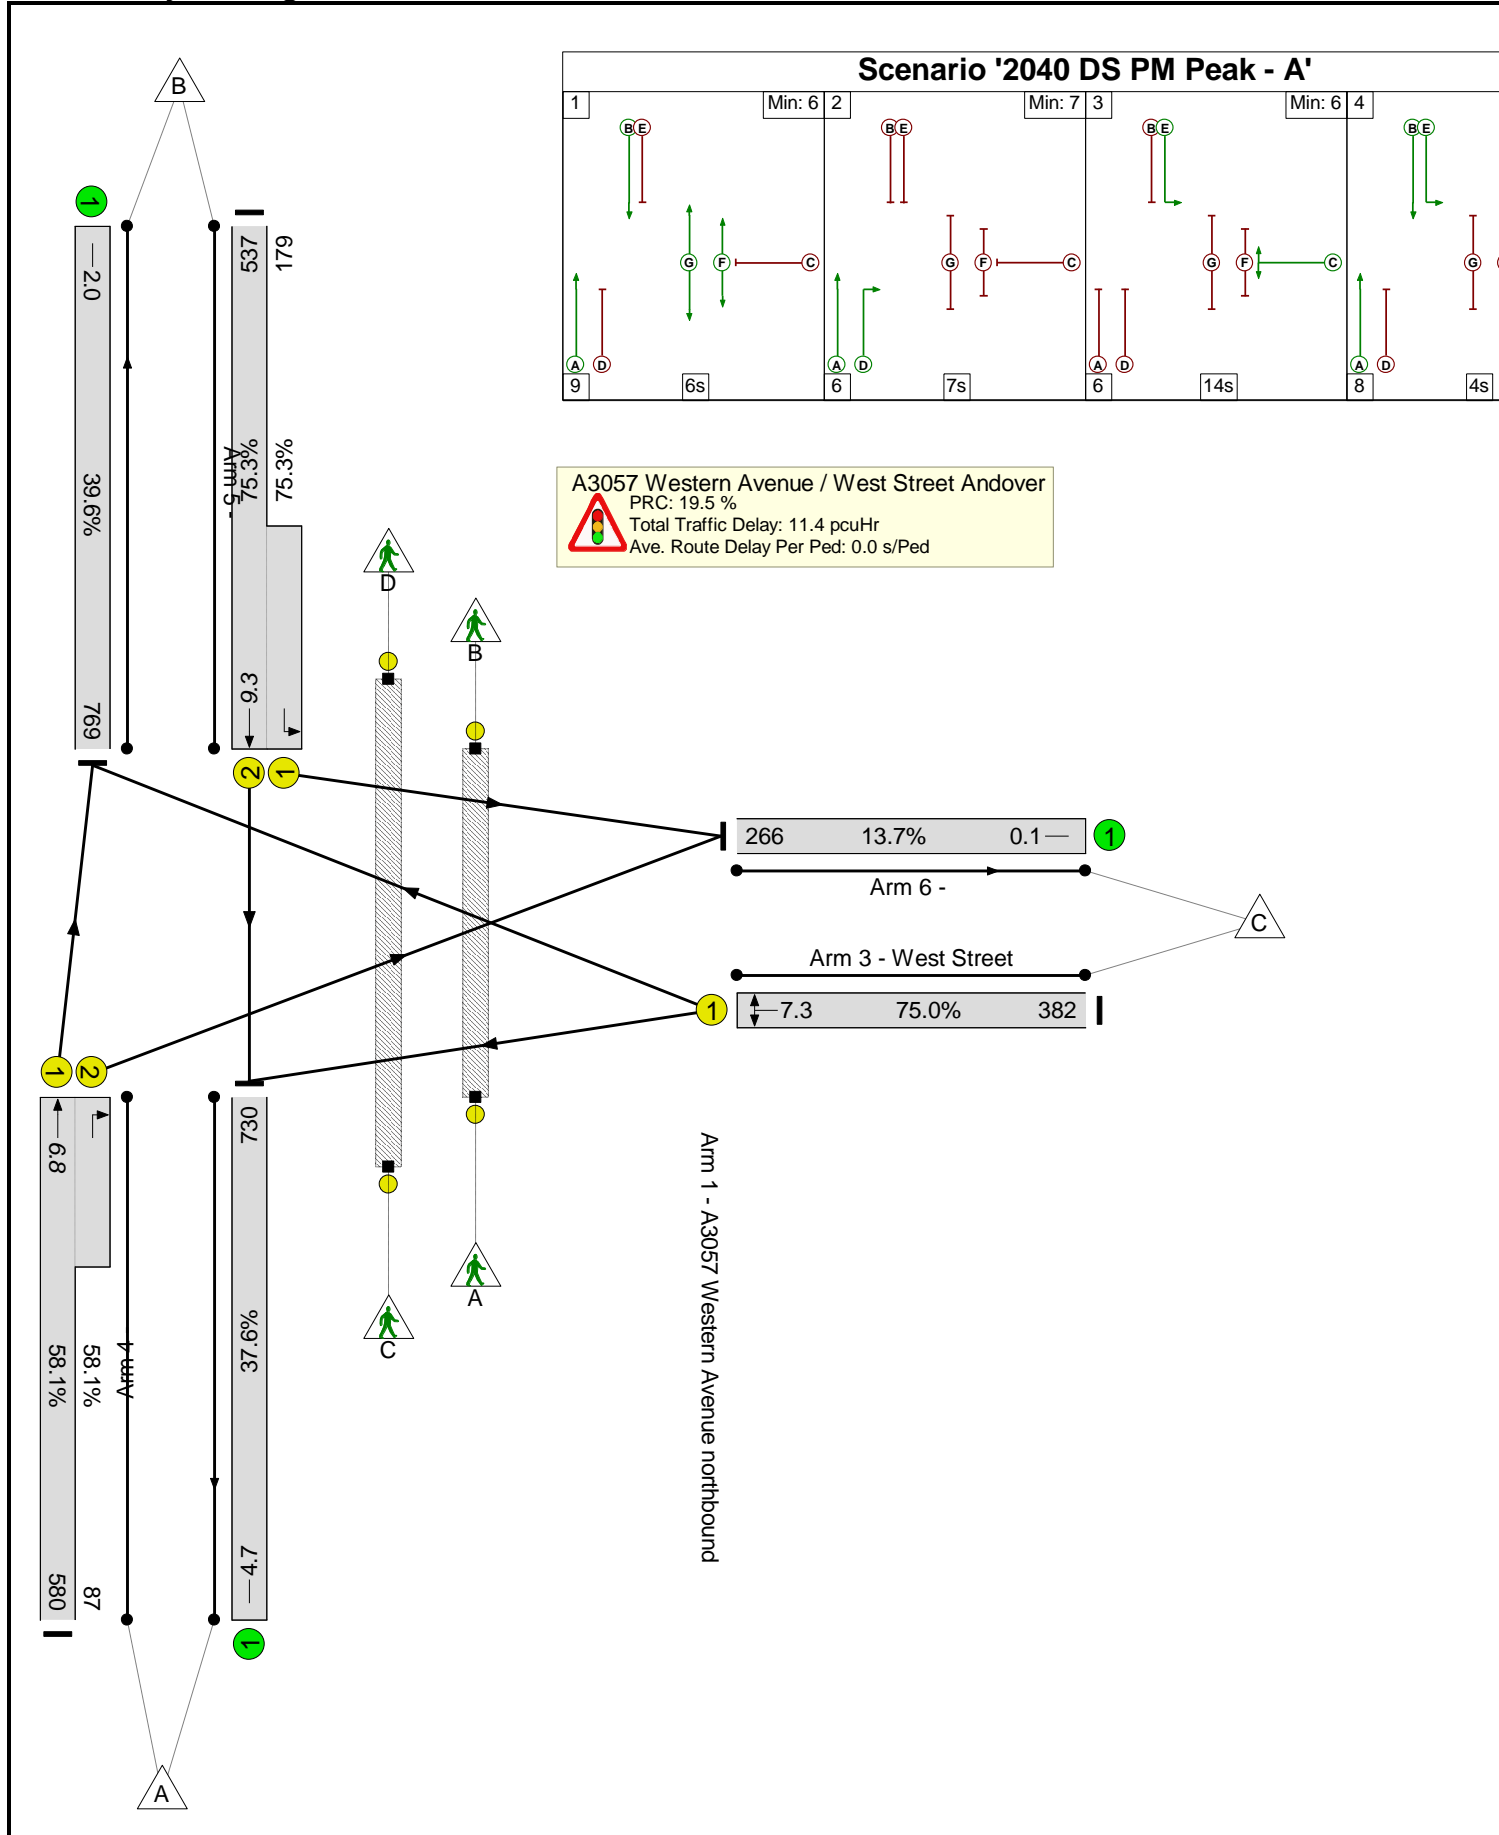 Scenario '2040 DS PM Peak - A'
1 Min: 6 2 Min: 7 3 Min: 6 4
B E B E B E B E
G F C G F C G F C G
A D A D A D A D
9 6s 6 7s 6 14s 8 4s
A3057 Western Avenue / West Street Andover
PRC: 19.5 %
Total Traffic Delay: 11.4 pcuHr
Ave. Route Delay Per Ped: 0.0 s/Ped
B
1
2.0
39.6%
769
Arm 5 -
537
179
75.3%
75.3%
9.3
2
1
D
B
266 13.7% 0.1 1
Arm 6 -
C
Arm 3 - West Street
1 7.3 75.0% 382
1
2
6.8
58.1%
58.1%
580
87
Arm 4
730
37.6%
4.7
1
A
C
Arm 1 - A3057 Western Avenue northbound
A